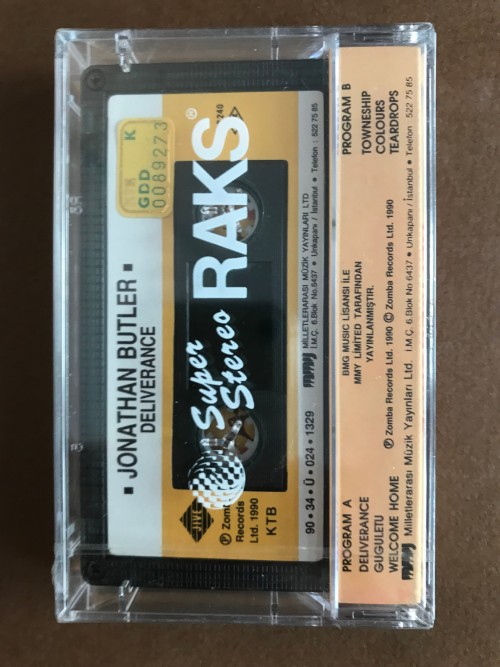 ■ JONATHAN BUTLER ■
DELIVERANCE
K
GDD
0089273
240
Super
Stereo
RAKS®
JIVE
Ⓟ Zomba
Records
Ltd. 1990
KTB
90 • 34 • Ü • 024 • 1329
MMY MİLLETLERARASI MÜZİK YAYINLARI LTD
İ.M.Ç. 6.Blok No.6437 • Unkapanı / İstanbul • Telefon : 522 75 85
PROGRAM A
DELIVERANCE
GUGULETU
WELCOME HOME
BMG MUSIC LİSANSI İLE
MMY LİMİTED TARAFINDAN
YAYINLANMIŞTIR.
Ⓟ Zomba Records Ltd. 1990 © Zomba Records Ltd. 1990
PROGRAM B
TOWNESHIP
COLOURS
TEARDROPS
MMY Milletlerarası Müzik Yayınları Ltd. İ.M.Ç. 6.Blok No 6437 • Unkapanı / İstanbul • Telefon : 522 75 85